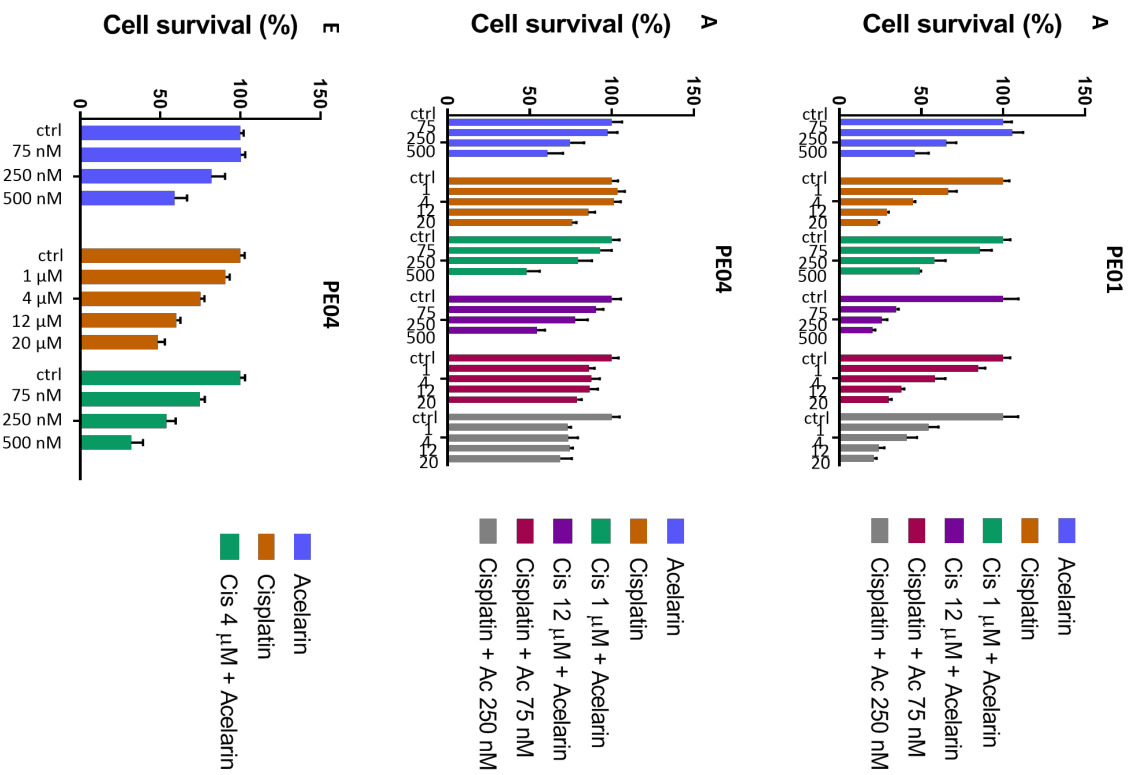 A
PE01
Cell survival (%)
150
100
50
0
ctrl
75
250
500
ctrl
1
4
12
20
ctrl
75
250
500
ctrl
75
250
500
ctrl
1
4
12
20
ctrl
1
4
12
20
Acelarin
Cisplatin
Cis 1 μM + Acelarin
Cis 12 μM + Acelarin
Cisplatin + Ac 75 nM
Cisplatin + Ac 250 nM
A
PE04
Cell survival (%)
150
100
50
0
ctrl
75
250
500
ctrl
1
4
12
20
ctrl
75
250
500
ctrl
75
250
500
ctrl
1
4
12
20
ctrl
1
4
12
20
Acelarin
Cisplatin
Cis 1 μM + Acelarin
Cis 12 μM + Acelarin
Cisplatin + Ac 75 nM
Cisplatin + Ac 250 nM
E
PE04
Cell survival (%)
150
100
50
0
ctrl
75 nM
250 nM
500 nM
ctrl
1 μM
4 μM
12 μM
20 μM
ctrl
75 nM
250 nM
500 nM
Acelarin
Cisplatin
Cis 4 μM + Acelarin